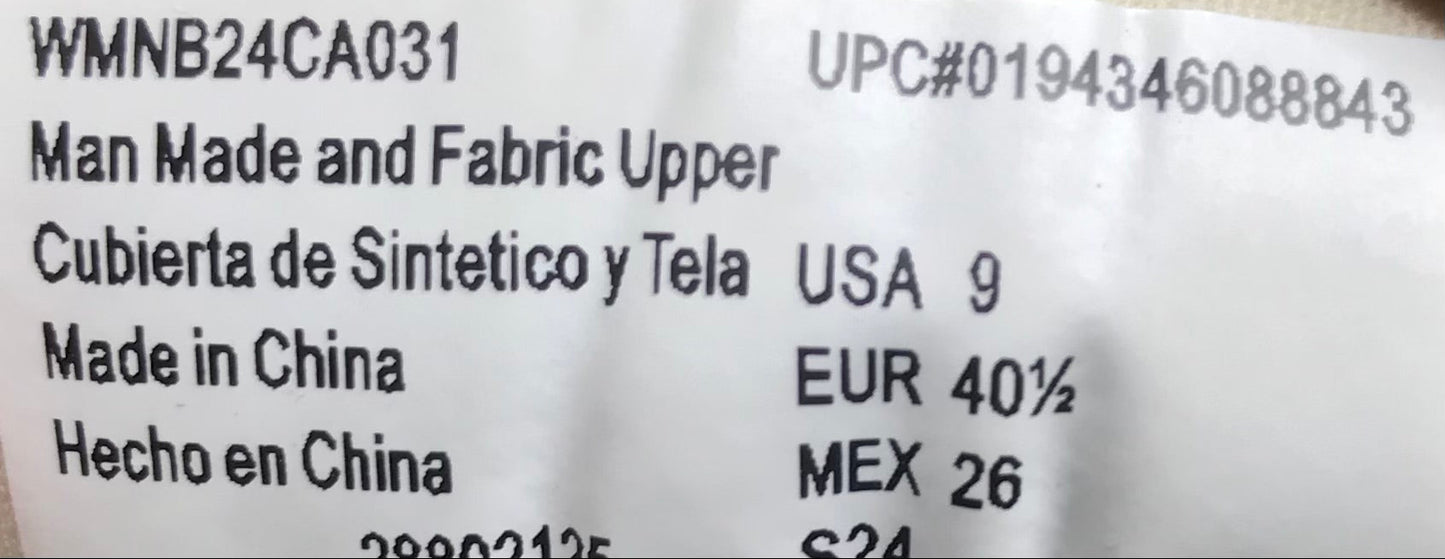 WMNB24CA031
UPC#0194346088843
Man Made and Fabric Upper
Cubierta de Sintetico y Tela USA 9
Made in China EUR 40½
Hecho en China MEX 26
S24